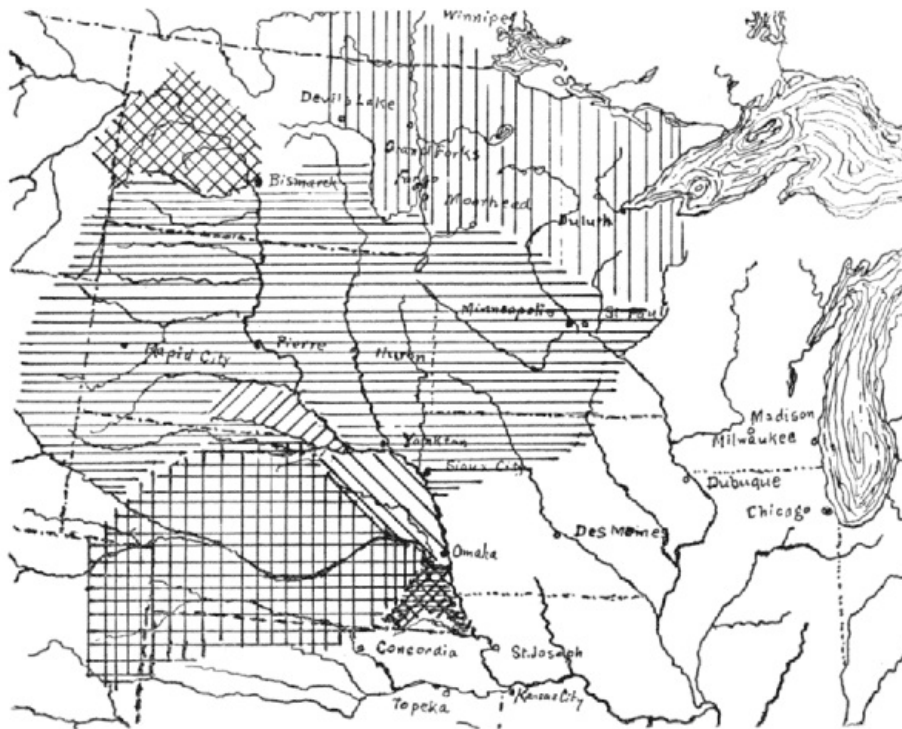 Winnipe
Devils Lake
Grand Forks
Fargo
Moorhead
Bismarck
Duluth
Minneapolis
St Paul
Rapid City
Pierre
Huron
Madison
Milwaukee
Yankton
Sioux City
Dubuque
Chicago
Des Moines
Omaha
Concordia
St. Joseph
Topeka
Kansas City